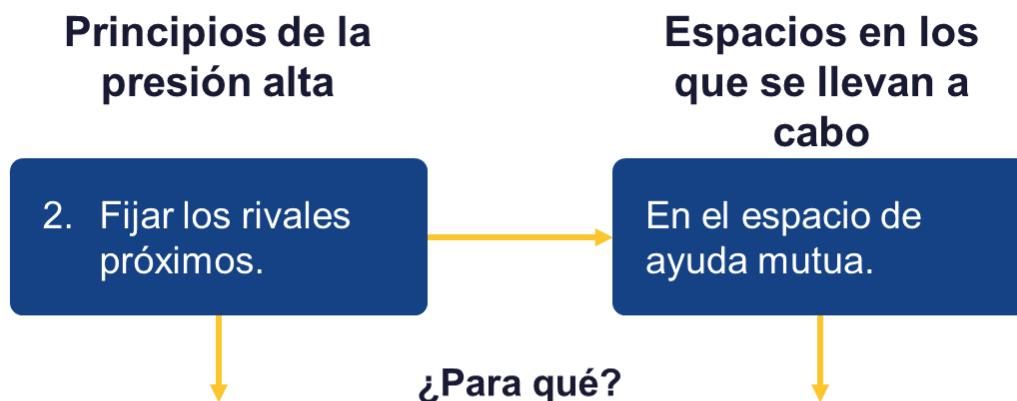 Principios de la
presión alta
Espacios en los
que se llevan a
cabo
2. Fijar los rivales
próximos.
En el espacio de
ayuda mutua.
¿Para qué?